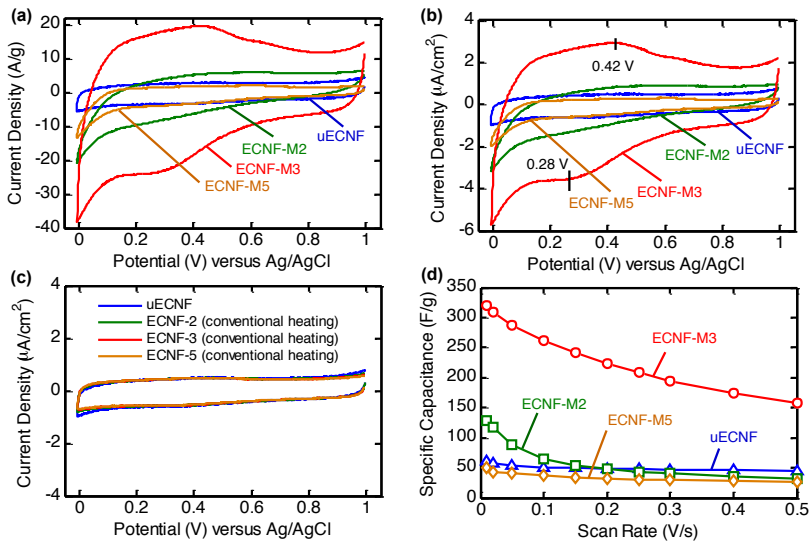 (a)
20
10
0
-10
-20
-30
-40
Current Density (A/g)
uECNF
ECNF-M2
ECNF-M3
ECNF-M5
0 0.2 0.4 0.6 0.8 1
Potential (V) versus Ag/AgCl
(b)
4
2
0
-2
-4
-6
Current Density (μA/cm²)
0.42 V
0.28 V
uECNF
ECNF-M2
ECNF-M5
ECNF-M3
0 0.2 0.4 0.6 0.8 1
Potential (V) versus Ag/AgCl
(c)
4
2
0
-2
-4
Current Density (μA/cm²)
uECNF
ECNF-2 (conventional heating)
ECNF-3 (conventional heating)
ECNF-5 (conventional heating)
0 0.2 0.4 0.6 0.8 1
Potential (V) versus Ag/AgCl
(d)
350
300
250
200
150
100
50
0
Specific Capacitance (F/g)
ECNF-M3
ECNF-M2
ECNF-M5
uECNF
0 0.1 0.2 0.3 0.4 0.5
Scan Rate (V/s)